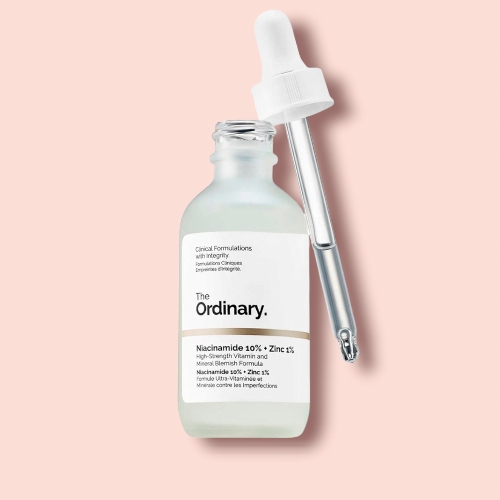 Clinical Formulations
with Integrity.
Formulations Cliniques
Empreintes d'Intégrité.
The
Ordinary.
Niacinamide 10% + Zinc 1%
High-Strength Vitamin and
Mineral Blemish Formula
Niacinamide 10% + Zinc 1%
Formule Ultra-Vitaminée et
Minérale contre les Imperfections